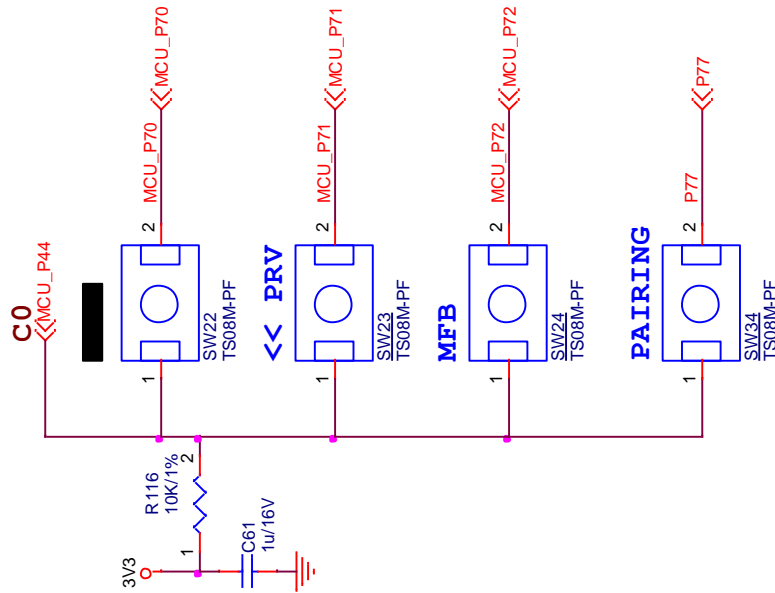 C0
MCU_P44
1
2
SW22
TS08M-PF
MCU_P70
MCU_P70
<< PRV
1
2
SW23
TS08M-PF
MCU_P71
MCU_P71
MFB
1
2
SW24
TS08M-PF
MCU_P72
MCU_P72
PAIRING
1
2
SW34
TS08M-PF
P77
P77
R116
10K/1%
1
2
3V3
C61
1u/16V